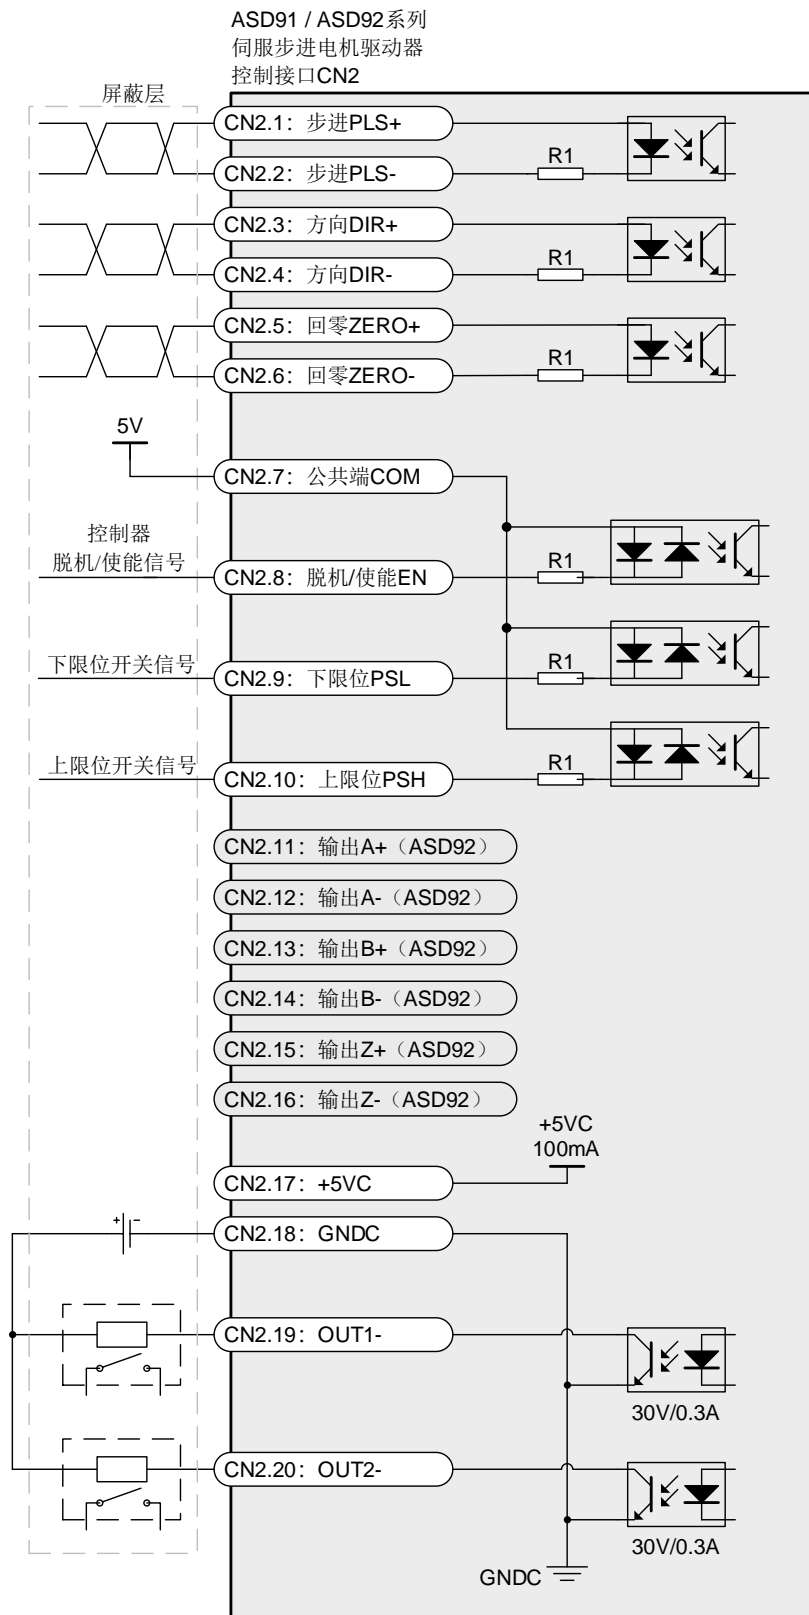 ASD91 / ASD92系列
伺服步进电机驱动器
控制接口CN2
屏蔽层
CN2.1：步进PLS+
CN2.2：步进PLS-
R1
CN2.3：方向DIR+
CN2.4：方向DIR-
R1
CN2.5：回零ZERO+
CN2.6：回零ZERO-
R1
5V
CN2.7：公共端COM
控制器
脱机/使能信号
CN2.8：脱机/使能EN
R1
下限位开关信号
CN2.9：下限位PSL
R1
上限位开关信号
CN2.10：上限位PSH
R1
CN2.11：输出A+（ASD92）
CN2.12：输出A-（ASD92）
CN2.13：输出B+（ASD92）
CN2.14：输出B-（ASD92）
CN2.15：输出Z+（ASD92）
CN2.16：输出Z-（ASD92）
+5VC
100mA
CN2.17：+5VC
+ -
CN2.18：GNDC
CN2.19：OUT1-
30V/0.3A
CN2.20：OUT2-
30V/0.3A
GNDC